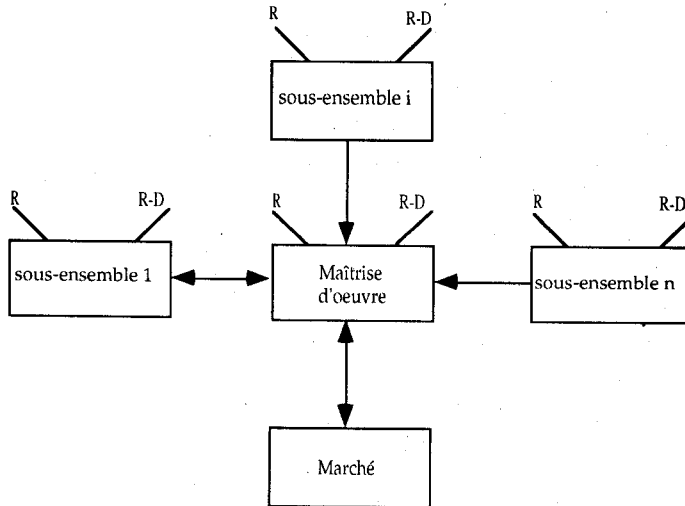 R R-D
sous-ensemble i
R R-D
R R-D
R R-D
sous-ensemble 1
Maîtrise
d'oeuvre
sous-ensemble n
Marché